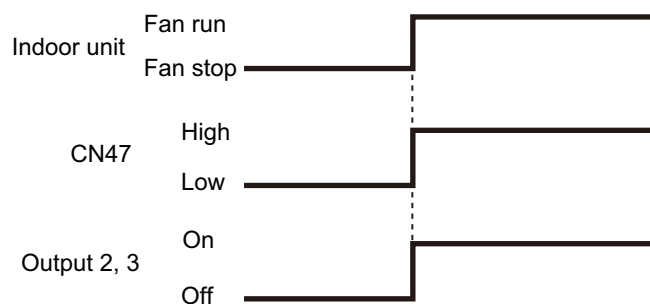 Indoor unit
Fan run
Fan stop
CN47
High
Low
Output 2, 3
On
Off